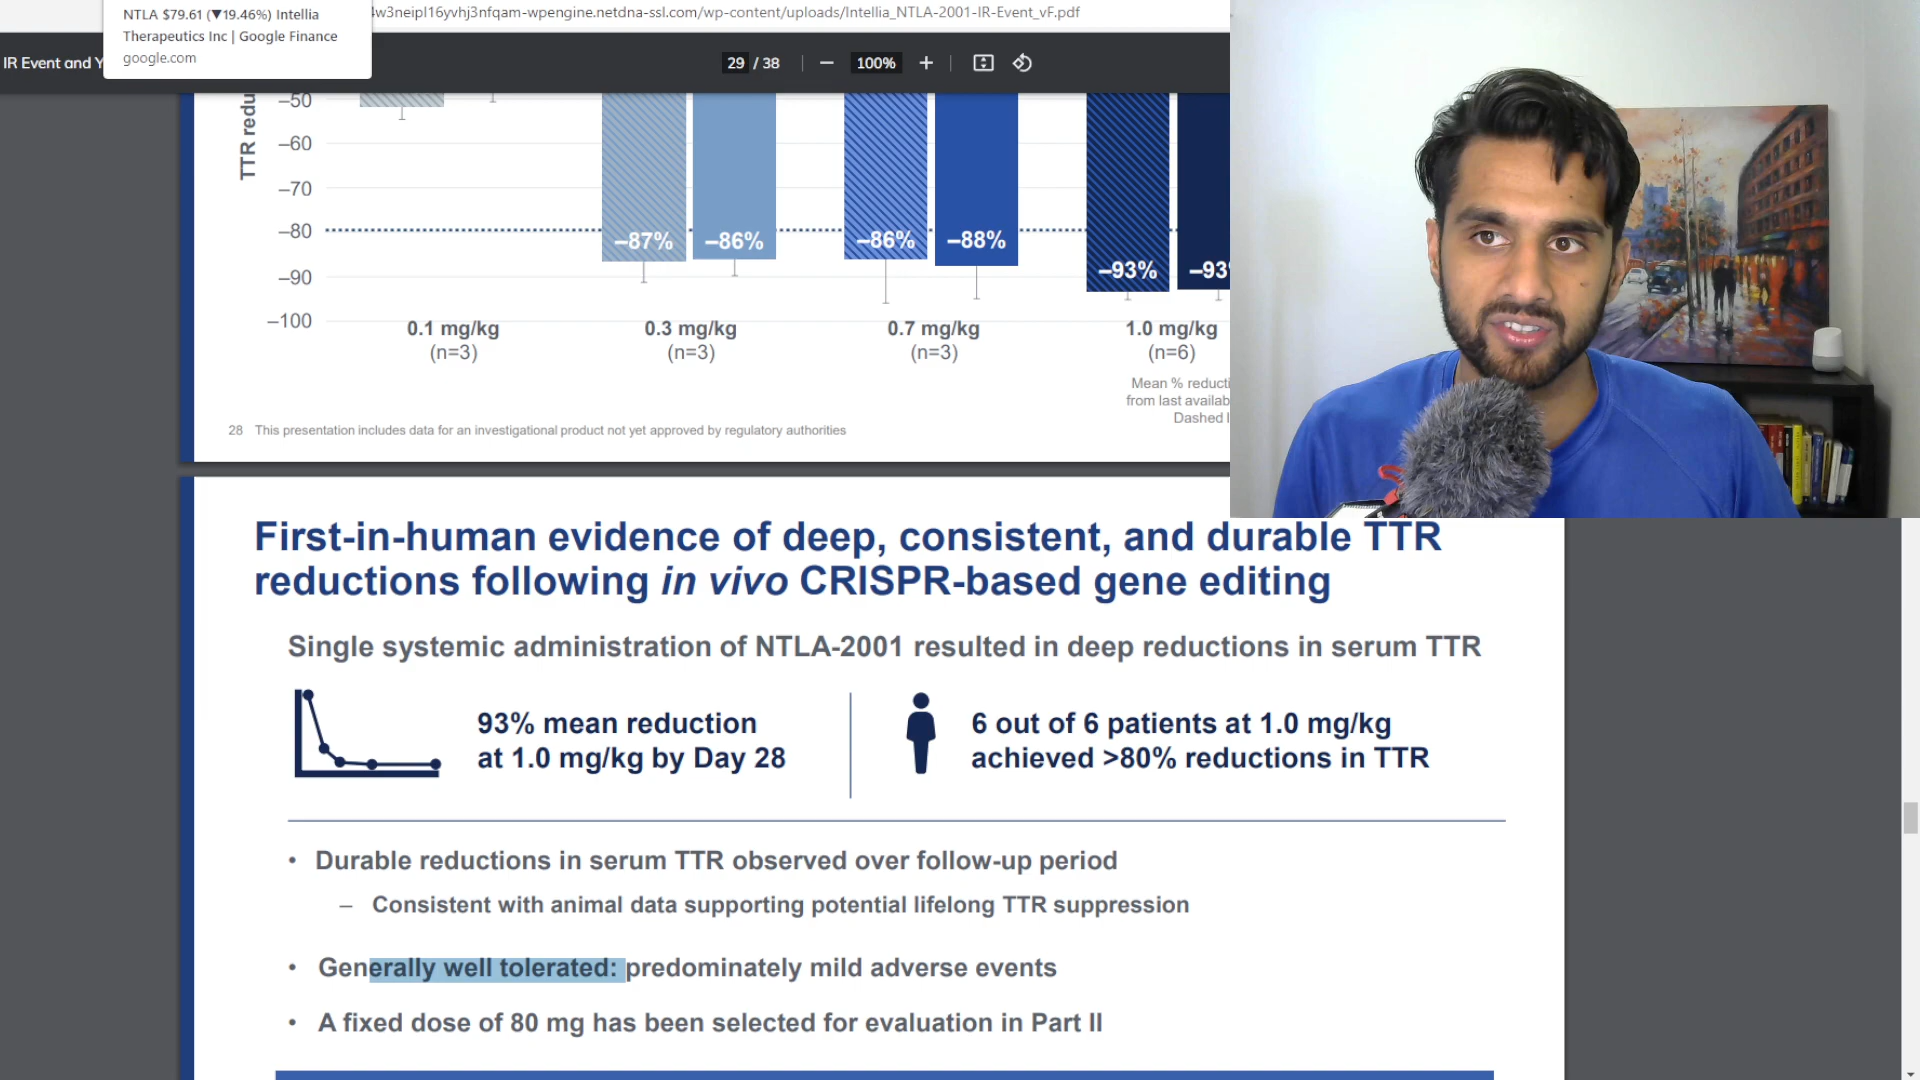 NTLA $79.61 (▼19.46%) Intellia
Therapeutics Inc | Google Finance
google.com
4w3neipl16yvhj3nfqam-wpengine.netdna-ssl.com/wp-content/uploads/Intellia_NTLA-2001-IR-Event_vF.pdf
IR Event and Y
29 / 38
100%
TTR redu
–50
–60
–70
–80
–90
–100
–87%
–86%
–86%
–88%
–93%
–93%
0.1 mg/kg
(n=3)
0.3 mg/kg
(n=3)
0.7 mg/kg
(n=3)
1.0 mg/kg
(n=6)
Mean % reducti
from last availab
Dashed l
28 This presentation includes data for an investigational product not yet approved by regulatory authorities
First-in-human evidence of deep, consistent, and durable TTR
reductions following in vivo CRISPR-based gene editing
Single systemic administration of NTLA-2001 resulted in deep reductions in serum TTR
93% mean reduction
at 1.0 mg/kg by Day 28
6 out of 6 patients at 1.0 mg/kg
achieved >80% reductions in TTR
• Durable reductions in serum TTR observed over follow-up period
– Consistent with animal data supporting potential lifelong TTR suppression
• Generally well tolerated: predominately mild adverse events
• A fixed dose of 80 mg has been selected for evaluation in Part II